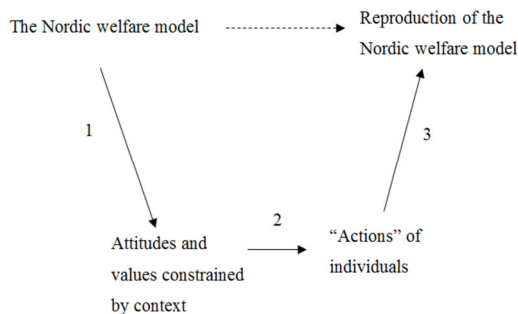 The Nordic welfare model
Reproduction of the
Nordic welfare model
1
3
2
Attitudes and
values constrained
by context
“Actions” of
individuals